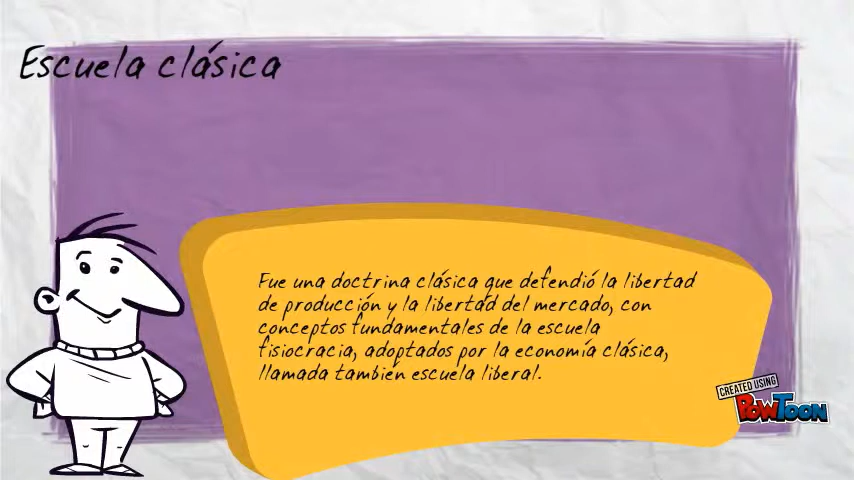 Escuela clásica
Fue una doctrina clásica que defendió la libertad
de producción y la libertad del mercado, con
conceptos fundamentales de la escuela
fisiocracia, adoptados por la economía clásica,
llamada también escuela liberal.
CREATED USING
POWTOON